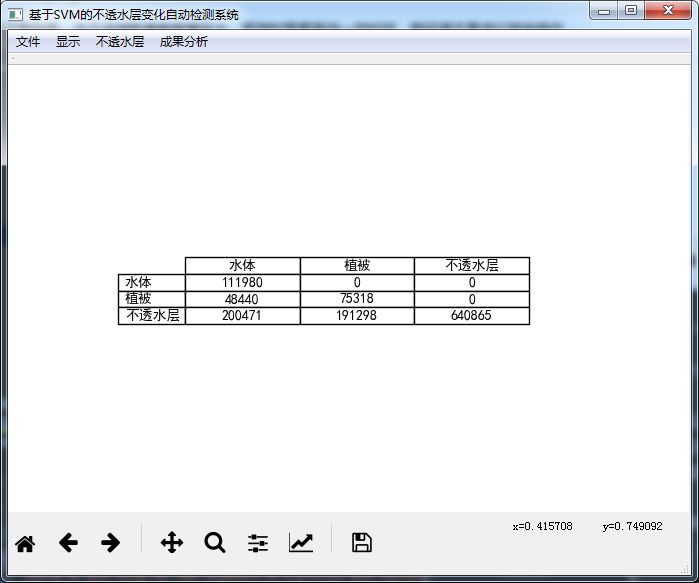 基于SVM的不透水层变化自动检测系统
文件 显示 不透水层 成果分析
水体 植被 不透水层
水体 111980 0 0
植被 48440 75318 0
不透水层 200471 191298 640865
x=0.415708 y=0.749092